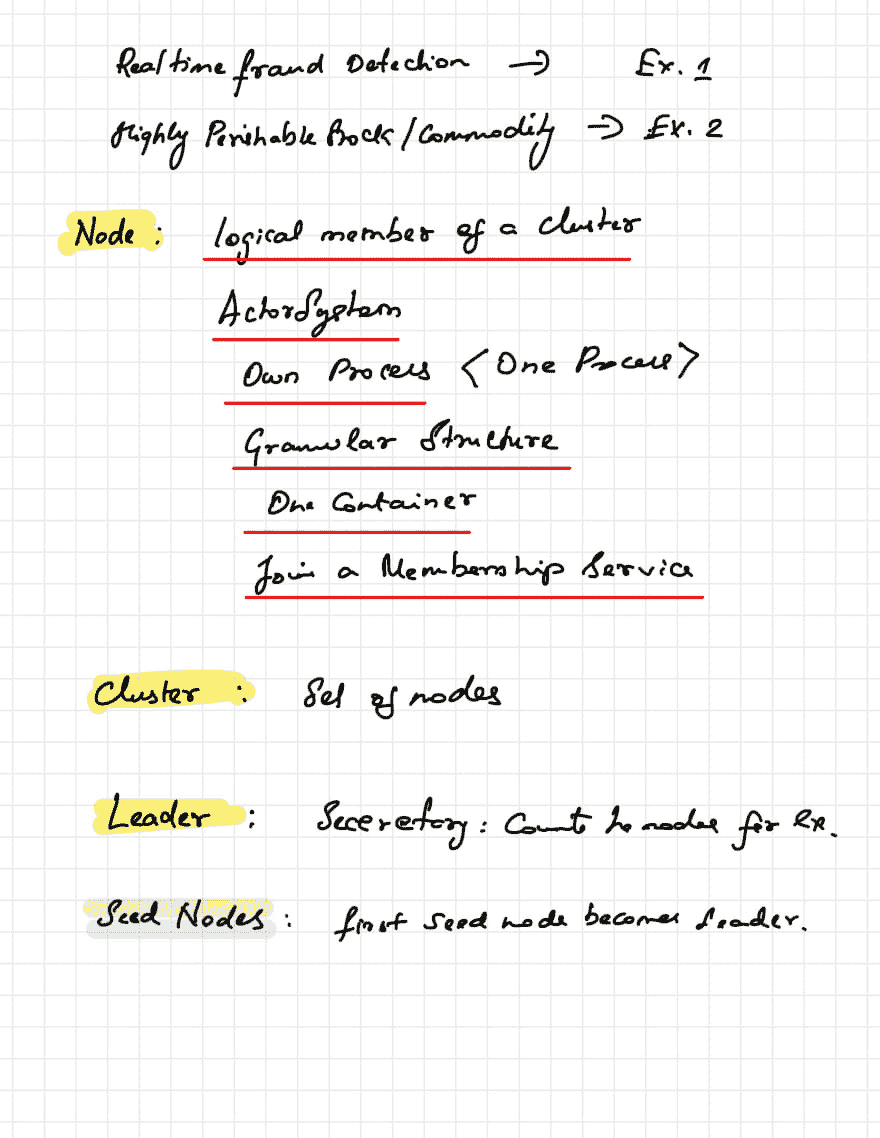 Realtime fraud Detection → Ex. 1
Highly Perishable / Commodity → Ex. 2
Node : logical member of a cluster
ActorSystem
Own Process < One Process >
Granular Structure
One Container
Join a Membership Service
Cluster : Set of nodes
Leader : Seceretory : Counts the nodes for Ex.
Seed Nodes : first seed node becomes Leader.